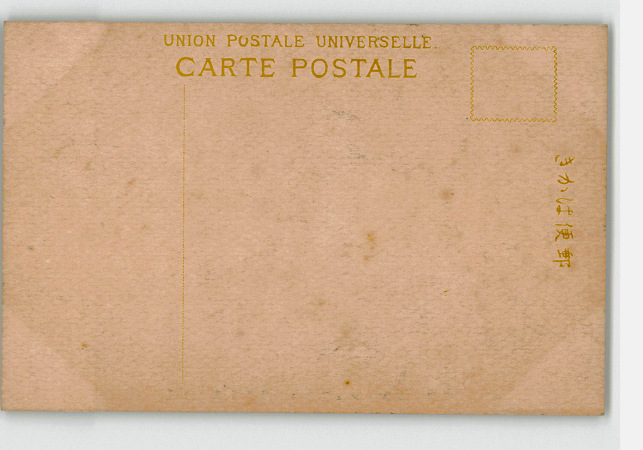 UNION POSTALE UNIVERSELLE.
CARTE POSTALE
郵便はかき